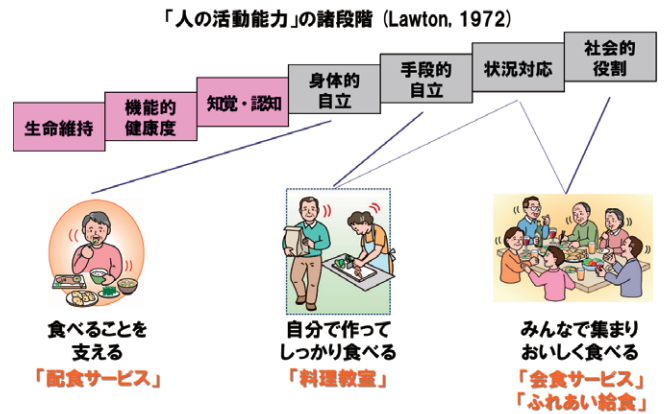 「人の活動能力」の諸段階 (Lawton, 1972)
生命維持
機能的
健康度
知覚・認知
身体的
自立
手段的
自立
状況対応
社会的
役割
食べることを
支える
「配食サービス」
自分で作って
しっかり食べる
「料理教室」
みんなで集まり
おいしく食べる
「会食サービス」
「ふれあい給食」